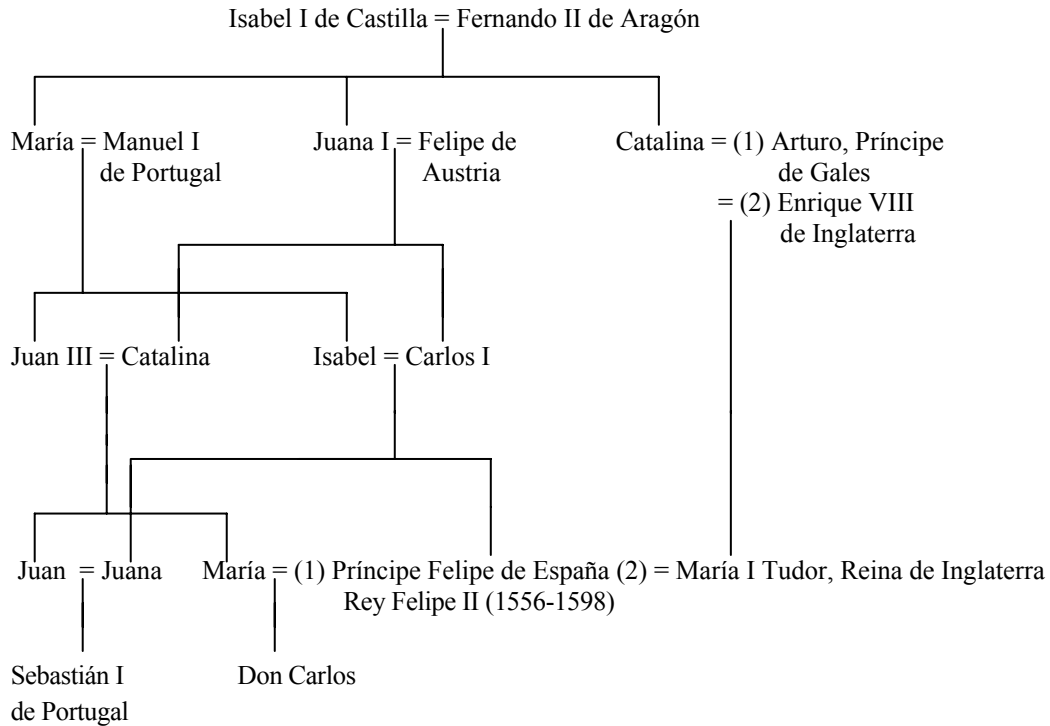 Isabel I de Castilla = Fernando II de Aragón
María = Manuel I Juana I = Felipe de Catalina = (1) Arturo, Príncipe
de Portugal Austria de Gales
= (2) Enrique VIII
de Inglaterra
Juan III = Catalina Isabel = Carlos I
Juan = Juana María = (1) Príncipe Felipe de España (2) = María I Tudor, Reina de Inglaterra
Rey Felipe II (1556-1598)
Sebastián I Don Carlos
de Portugal